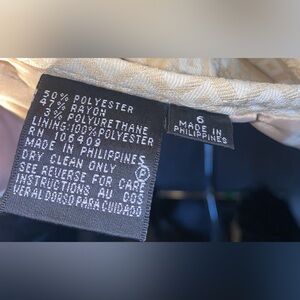 50% POLYESTER
47% RAYON
3% POLYURETHANE
LINING:100% POLYESTER
RN 106409
MADE IN PHILIPPINES
DRY CLEAN ONLY
P
SEE REVERSE FOR CARE
INSTRUCTIONS AU COS
VER AL DORSO PARA CUIDADO
6
MADE IN
PHILIPPINES